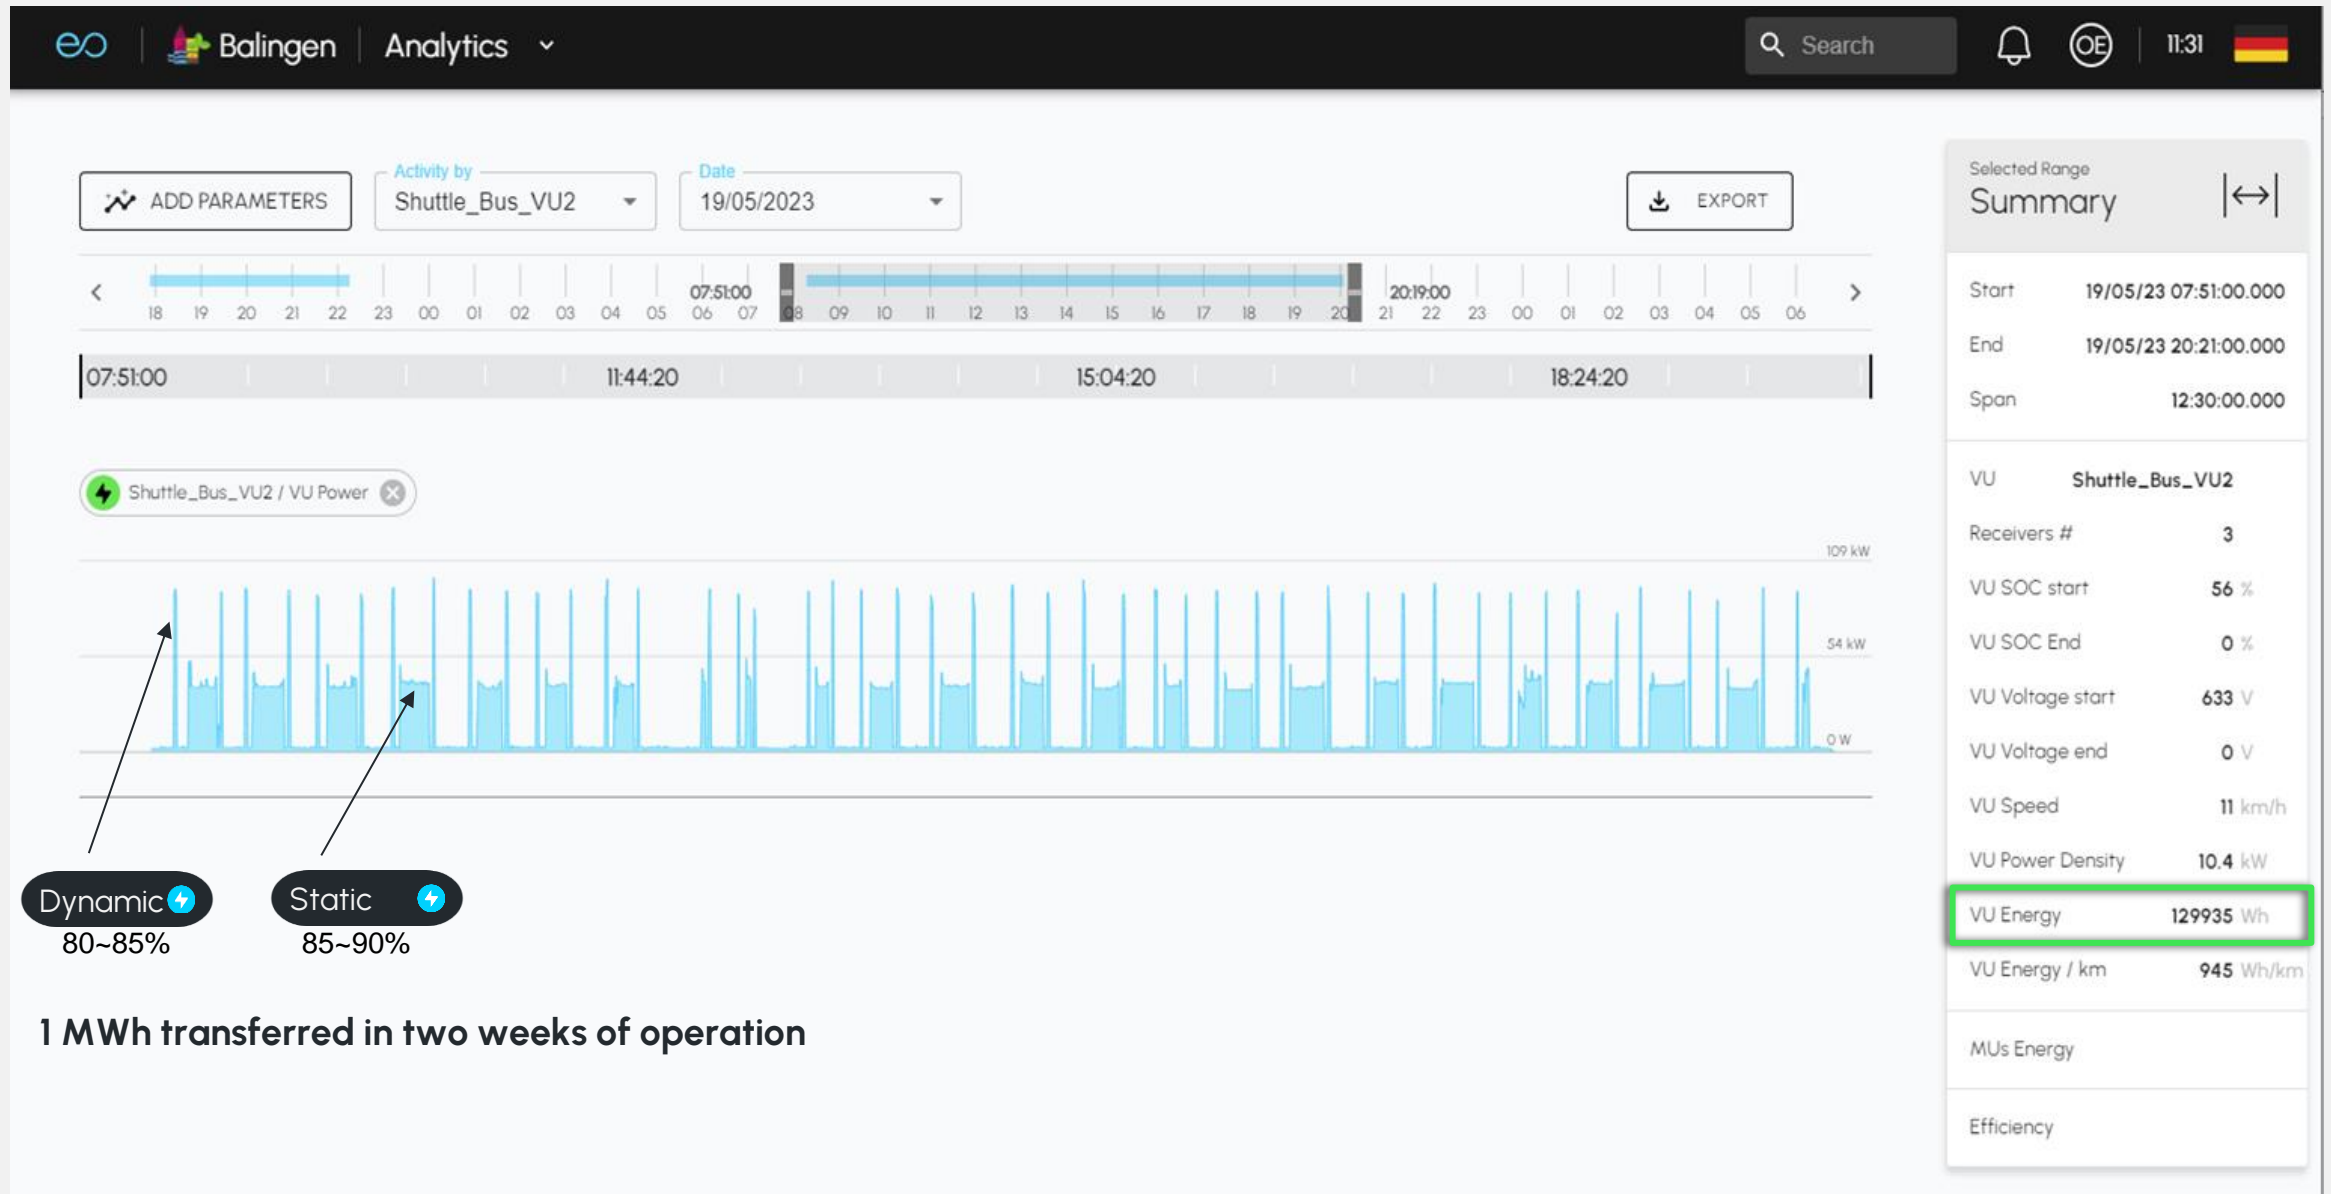 eo Balingen Analytics Search OE 11:31
ADD PARAMETERS
Activity by
Shuttle_Bus_VU2
Date
19/05/2023
EXPORT
07:51:00 20:19:00
18 19 20 21 22 23 00 01 02 03 04 05 06 07 08 09 10 11 12 13 14 15 16 17 18 19 20 21 22 23 00 01 02 03 04 05 06
07:51:00 11:44:20 15:04:20 18:24:20
Shuttle_Bus_VU2 / VU Power
109 kW
54 kW
0 W
Dynamic
80~85%
Static
85~90%
1 MWh transferred in two weeks of operation
Selected Range
Summary
Start 19/05/23 07:51:00.000
End 19/05/23 20:21:00.000
Span 12:30:00.000
VU Shuttle_Bus_VU2
Receivers # 3
VU SOC start 56 %
VU SOC End 0 %
VU Voltage start 633 V
VU Voltage end 0 V
VU Speed 11 km/h
VU Power Density 10.4 kW
VU Energy 129935 Wh
VU Energy / km 945 Wh/km
MUs Energy
Efficiency